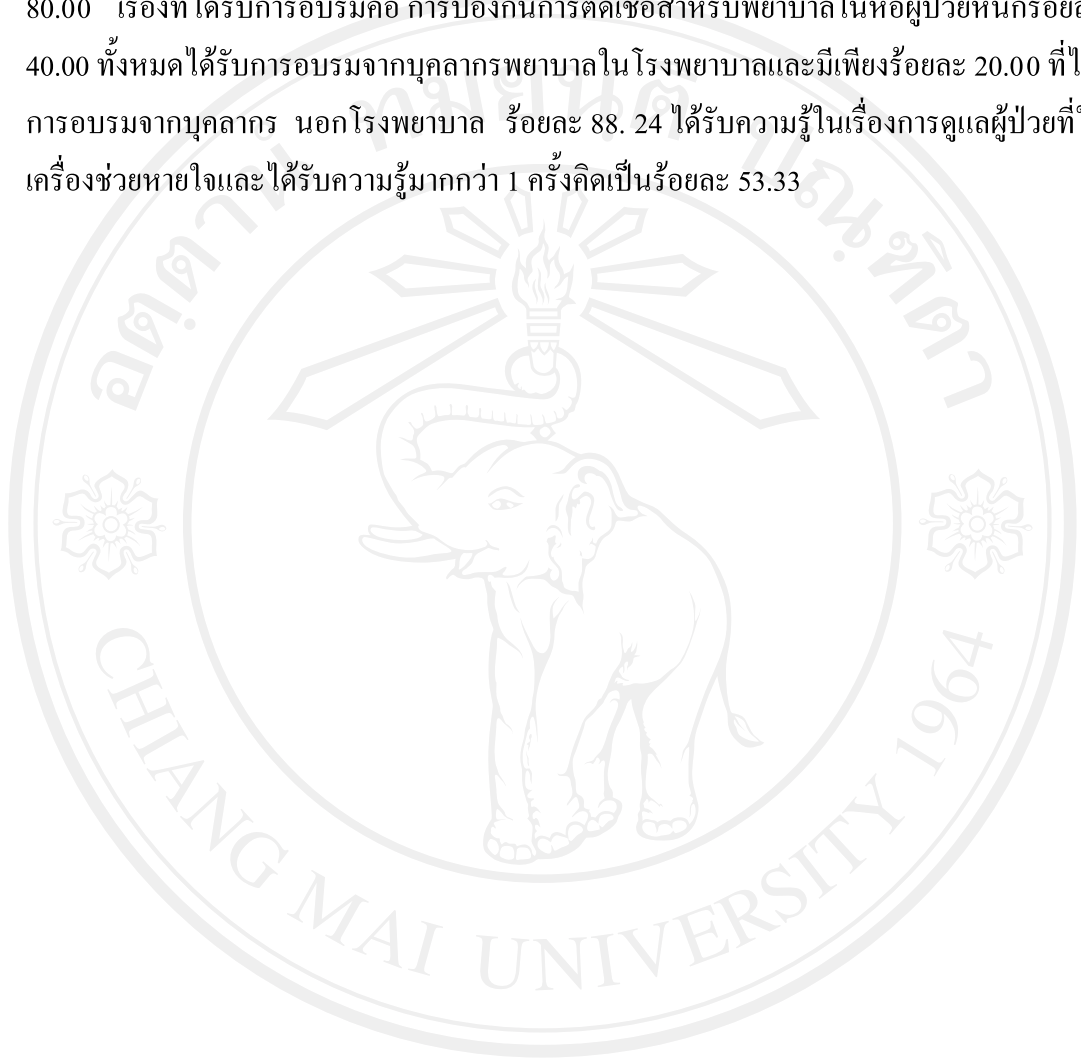 80.00 เรื่องที่ได้รับการอบรมคือ การป้องกันการติดเชื้อสำหรับพยาบาลในหอผู้ป่วยหนักร้อยละ
40.00 ทั้งหมดได้รับการอบรมจากบุคลากรพยาบาลในโรงพยาบาลและมีเพียงร้อยละ 20.00 ที่ไ
การอบรมจากบุคลากร นอกโรงพยาบาล ร้อยละ 88. 24 ได้รับความรู้ในเรื่องการดูแลผู้ป่วยที่ใ
เครื่องช่วยหายใจและได้รับความรู้มากกว่า 1 ครั้งคิดเป็นร้อยละ 53.33
CHIANG MAI UNIVERSITY 1964